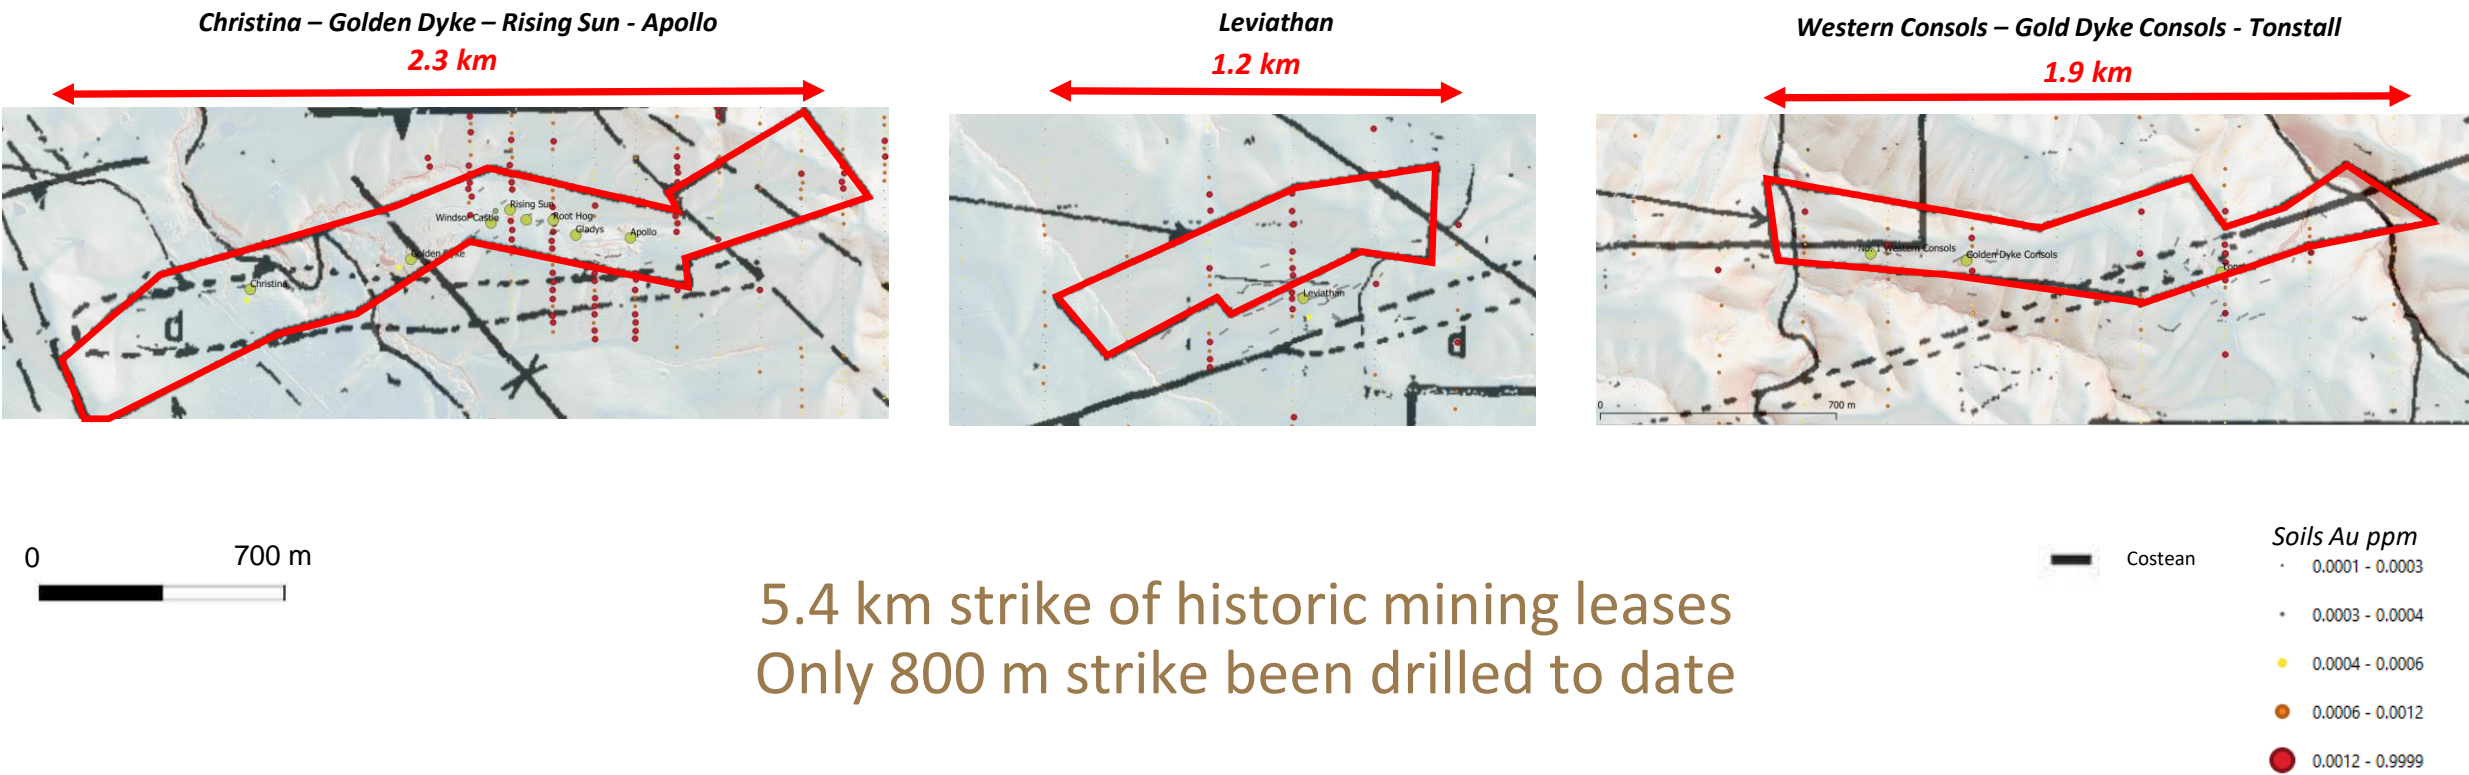 Christina – Golden Dyke – Rising Sun - Apollo
2.3 km
Leviathan
1.2 km
Western Consols – Gold Dyke Consols - Tonstall
1.9 km
Rising Sun
Windsor Castle
Root Hog
Gladys
Apollo
Golden Dyke
Christina
d
Leviathan
d
No. 1 Western Consols
Golden Dyke Consols
0
700 m
0
700 m
5.4 km strike of historic mining leases
Only 800 m strike been drilled to date
Costean
Soils Au ppm
0.0001 - 0.0003
0.0003 - 0.0004
0.0004 - 0.0006
0.0006 - 0.0012
0.0012 - 0.9999